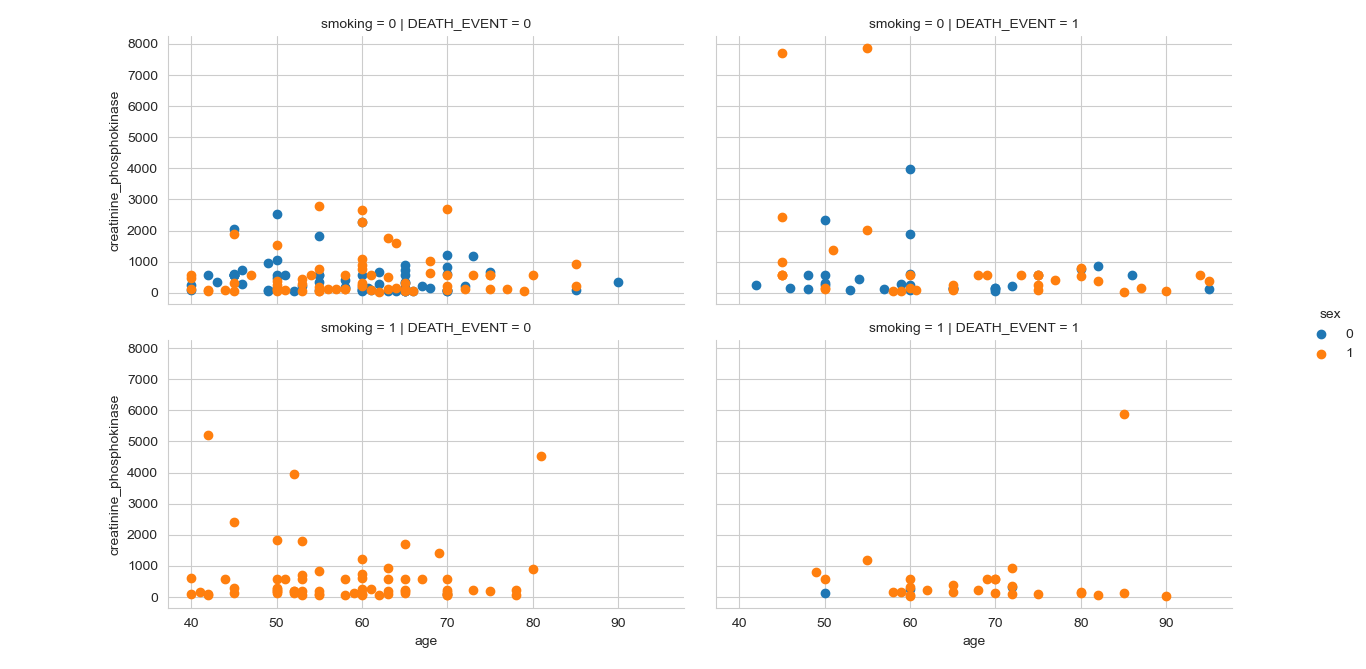 smoking = 0 | DEATH_EVENT = 0
smoking = 0 | DEATH_EVENT = 1
8000
7000
6000
5000
4000
3000
2000
1000
0
creatinine_phosphokinase
smoking = 1 | DEATH_EVENT = 0
smoking = 1 | DEATH_EVENT = 1
8000
7000
6000
5000
4000
3000
2000
1000
0
creatinine_phosphokinase
40 50 60 70 80 90
age
40 50 60 70 80 90
age
sex
0
1